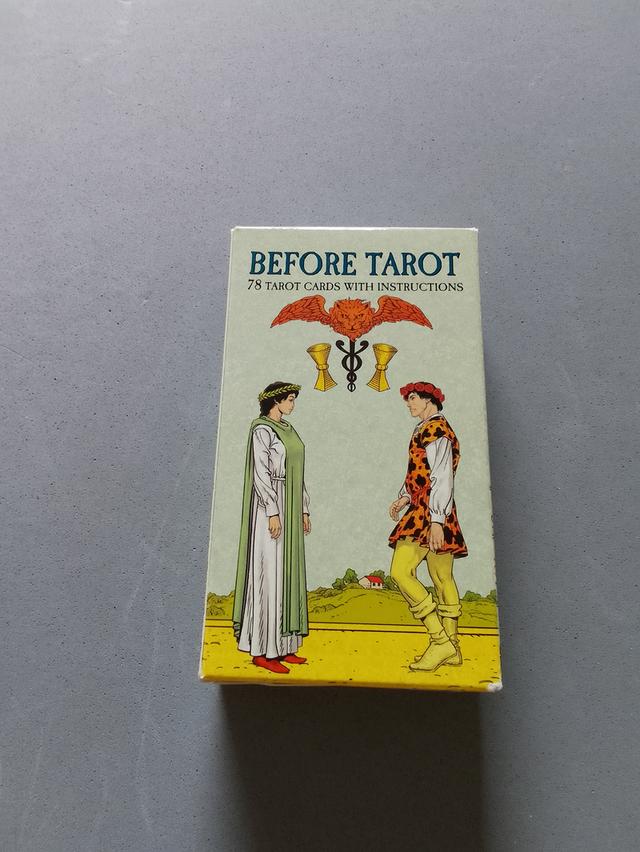 BEFORE TAROT
78 TAROT CARDS WITH INSTRUCTIONS